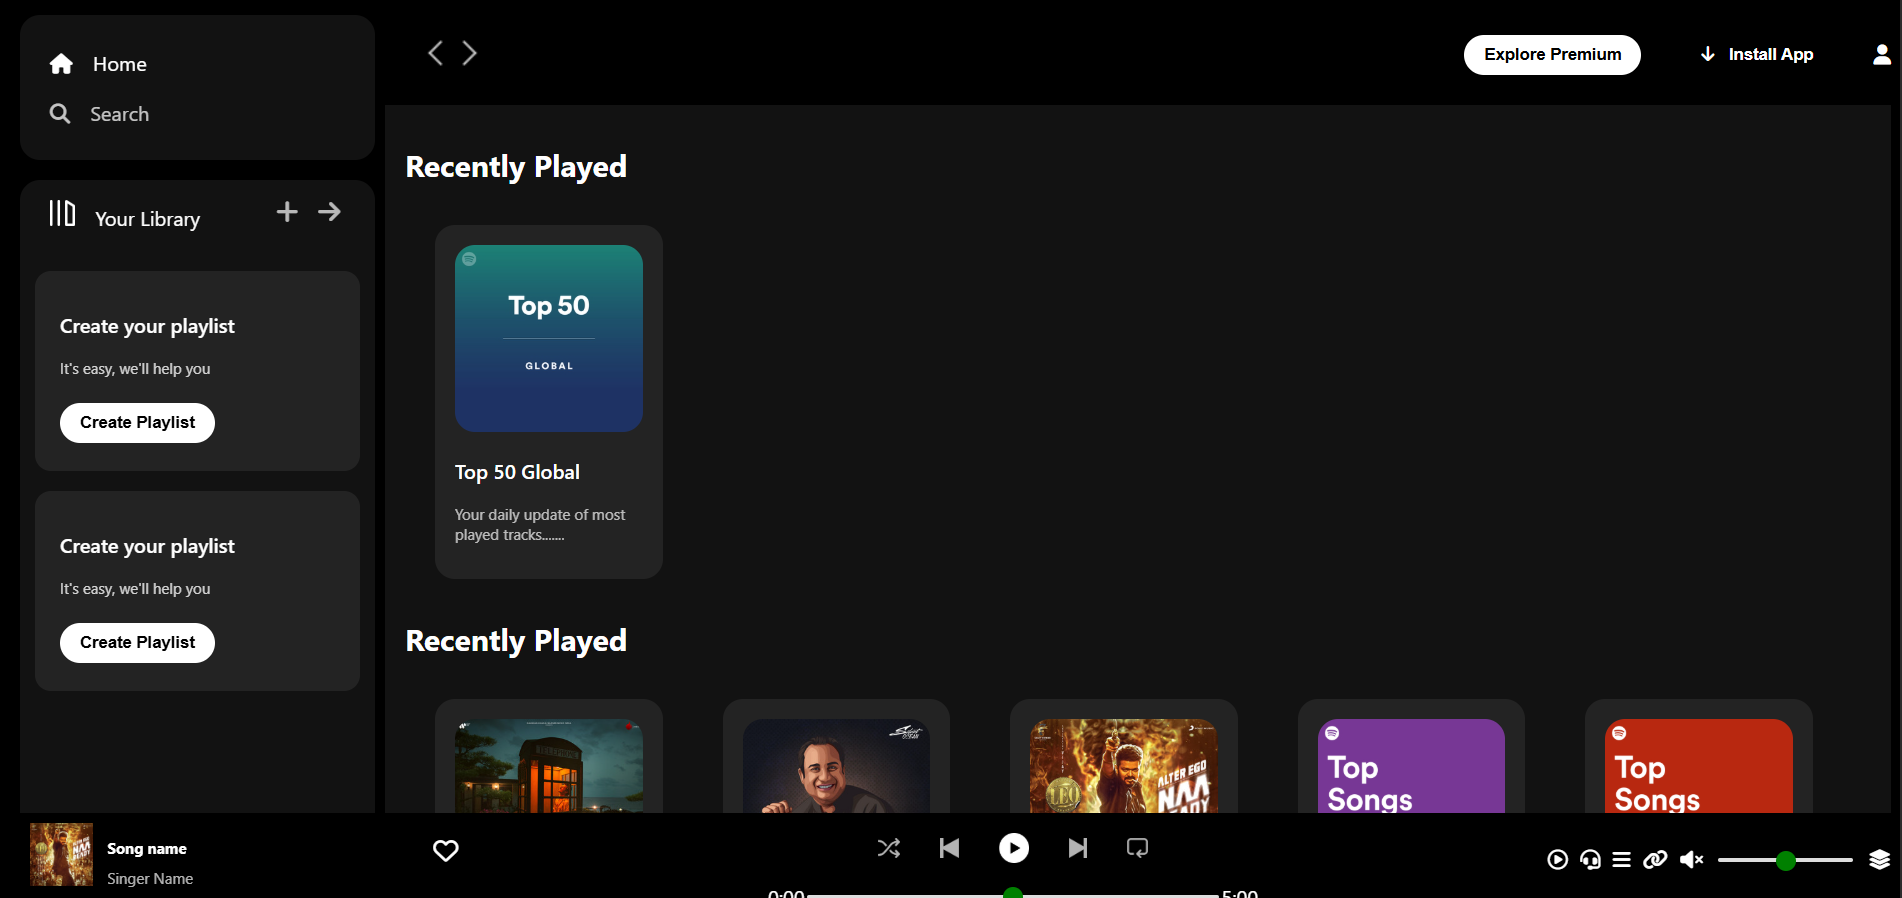 Home
Search
Your Library
Create your playlist
It's easy, we'll help you
Create Playlist
Create your playlist
It's easy, we'll help you
Create Playlist
Explore Premium
Install App
Recently Played
Top 50
GLOBAL
Top 50 Global
Your daily update of most
played tracks.......
Recently Played
TELEPHONE
ALTER EGO
NAA
READY
LEO
Top
Songs
Top
Songs
Song name
Singer Name
0:00
5:00